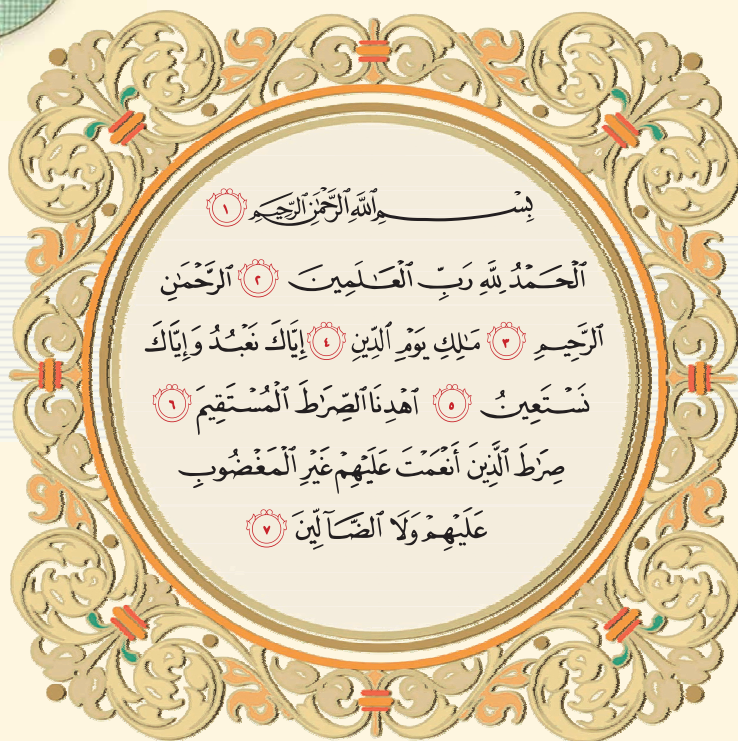 بِسْمِ ٱللَّهِ ٱلرَّحْمَٰنِ ٱلرَّحِيمِ ١
ٱلْحَمْدُ لِلَّهِ رَبِّ ٱلْعَٰلَمِينَ ٢ ٱلرَّحْمَٰنِ
ٱلرَّحِيمِ ٣ مَٰلِكِ يَوْمِ ٱلدِّينِ ٤ إِيَّاكَ نَعْبُدُ وَإِيَّاكَ
نَسْتَعِينُ ٥ ٱهْدِنَا ٱلصِّرَٰطَ ٱلْمُسْتَقِيمَ ٦
صِرَٰطَ ٱلَّذِينَ أَنْعَمْتَ عَلَيْهِمْ غَيْرِ ٱلْمَغْضُوبِ
عَلَيْهِمْ وَلَا ٱلضَّآلِّينَ ٧